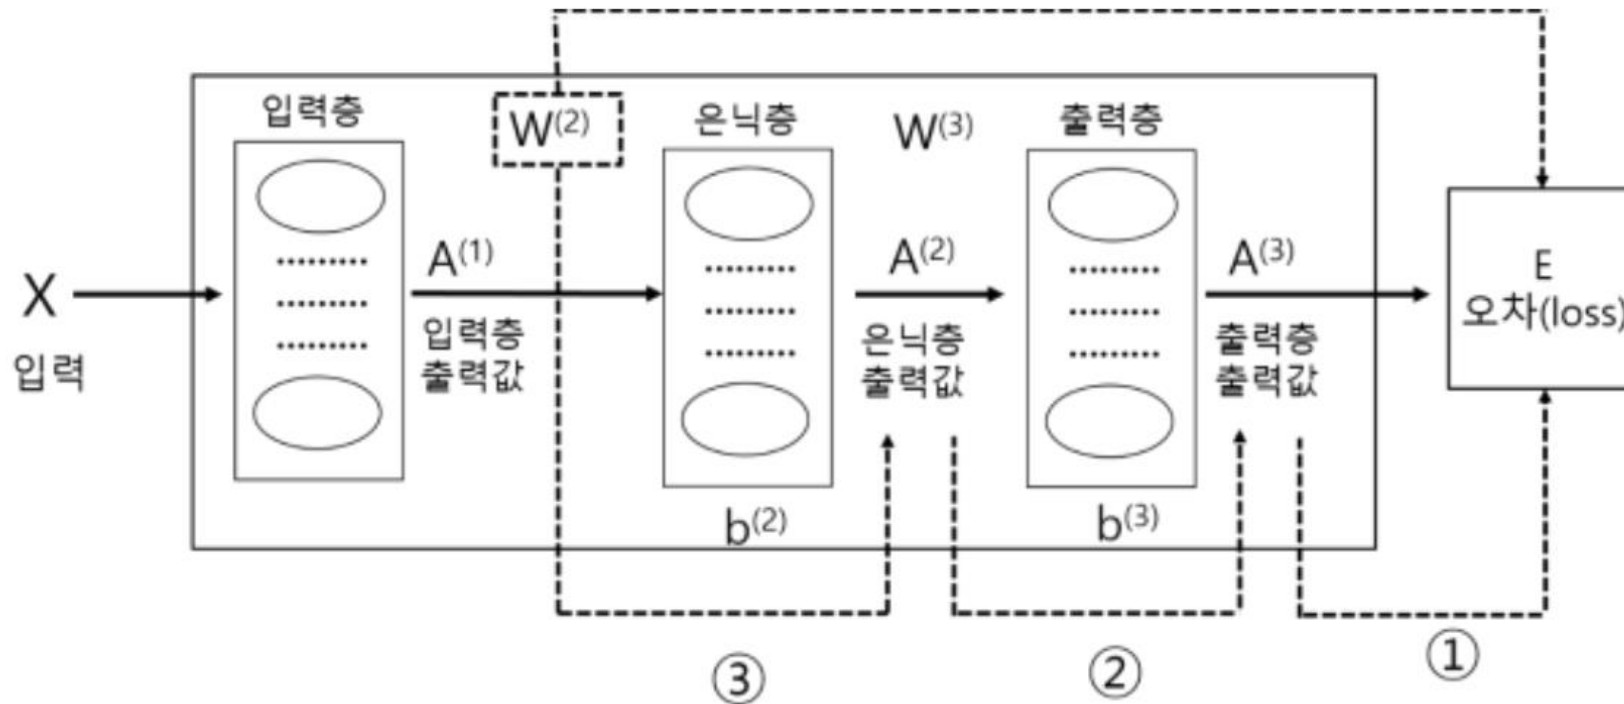 입력층
W(2)
은닉층
W(3)
출력층
X
입력
A(1)
입력층
출력값
A(2)
은닉층
출력값
A(3)
출력층
출력값
E
오차(loss)
b(2)
b(3)
③
②
①